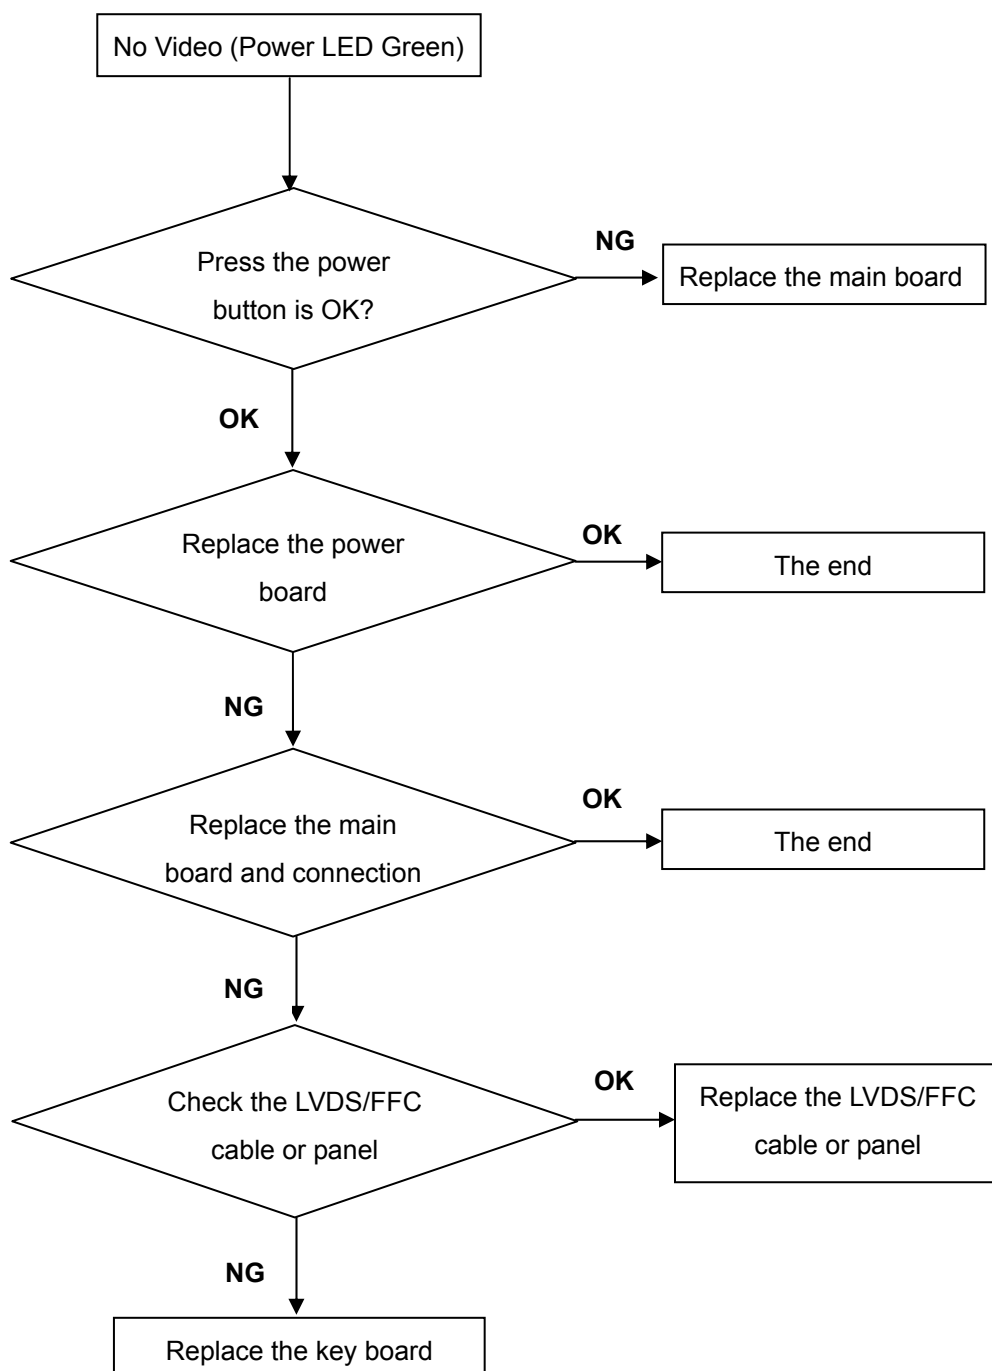 No Video (Power LED Green)
Press the power
button is OK?
NG
Replace the main board
OK
Replace the power
board
OK
The end
NG
Replace the main
board and connection
OK
The end
NG
Check the LVDS/FFC
cable or panel
OK
Replace the LVDS/FFC
cable or panel
NG
Replace the key board